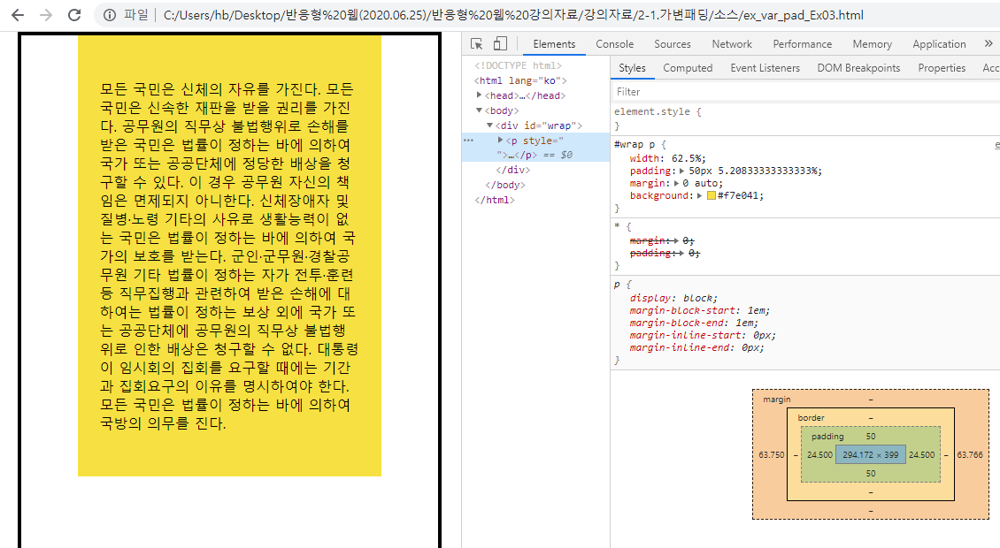 파일 C:/Users/hb/Desktop/반응형%20웹(2020.06.25)/반응형%20웹%20강의자료/강의자료/2-1.가변패딩/소스/ex_var_pad_Ex03.html
모든 국민은 신체의 자유를 가진다. 모든
국민은 신속한 재판을 받을 권리를 가진
다. 공무원의 직무상 불법행위로 손해를
받은 국민은 법률이 정하는 바에 의하여
국가 또는 공공단체에 정당한 배상을 청
구할 수 있다. 이 경우 공무원 자신의 책
임은 면제되지 아니한다. 신체장애자 및
질병·노령 기타의 사유로 생활능력이 없
는 국민은 법률이 정하는 바에 의하여 국
가의 보호를 받는다. 군인·군무원·경찰공
무원 기타 법률이 정하는 자가 전투·훈련
등 직무집행과 관련하여 받은 손해에 대
하여는 법률이 정하는 보상 외에 국가 또
는 공공단체에 공무원의 직무상 불법행
위로 인한 배상은 청구할 수 없다. 대통령
이 임시회의 집회를 요구할 때에는 기간
과 집회요구의 이유를 명시하여야 한다.
모든 국민은 법률이 정하는 바에 의하여
국방의 의무를 진다.
Elements Console Sources Network Performance Memory Application »
<!DOCTYPE html>
<html lang="ko">
<head>…</head>
<body>
<div id="wrap">
<p style="
">…</p> == $0
</div>
</body>
</html>
Styles Computed Event Listeners DOM Breakpoints Properties Acc
Filter
element.style {
}
#wrap p { e
width: 62.5%;
padding: 50px 5.20833333333333%;
margin: 0 auto;
background: #f7e041;
}
* {
margin: 0;
padding: 0;
}
p {
display: block;
margin-block-start: 1em;
margin-block-end: 1em;
margin-inline-start: 0px;
margin-inline-end: 0px;
}
margin –
border –
padding 50
63.750 – 24.500 294.172 × 399 24.500 – 63.766
50
–
–